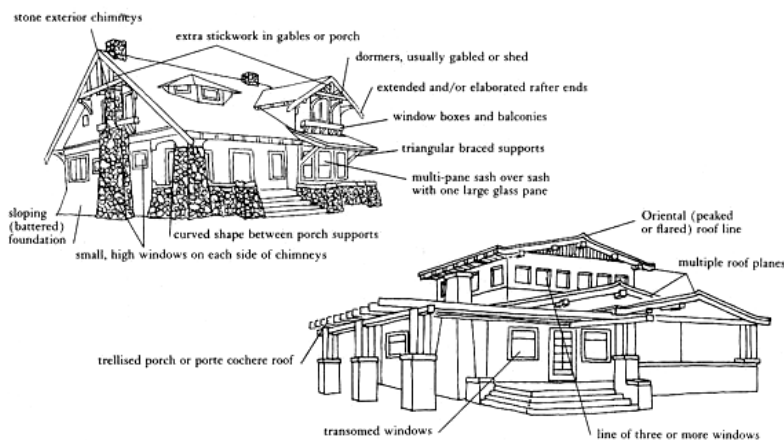 stone exterior chimneys
extra stickwork in gables or porch
dormers, usually gabled or shed
extended and/or elaborated rafter ends
window boxes and balconies
triangular braced supports
multi-pane sash over sash
with one large glass pane
sloping
(battered)
foundation
curved shape between porch supports
small, high windows on each side of chimneys
Oriental (peaked
or flared) roof line
multiple roof planes
trellised porch or porte cochere roof
transomed windows
line of three or more windows